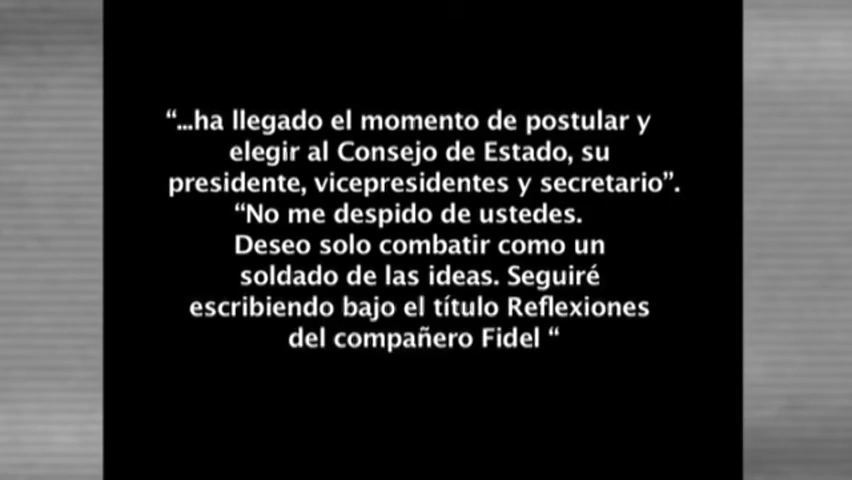 “...ha llegado el momento de postular y
elegir al Consejo de Estado, su
presidente, vicepresidentes y secretario”.
“No me despido de ustedes.
Deseo solo combatir como un
soldado de las ideas. Seguiré
escribiendo bajo el título Reflexiones
del compañero Fidel “